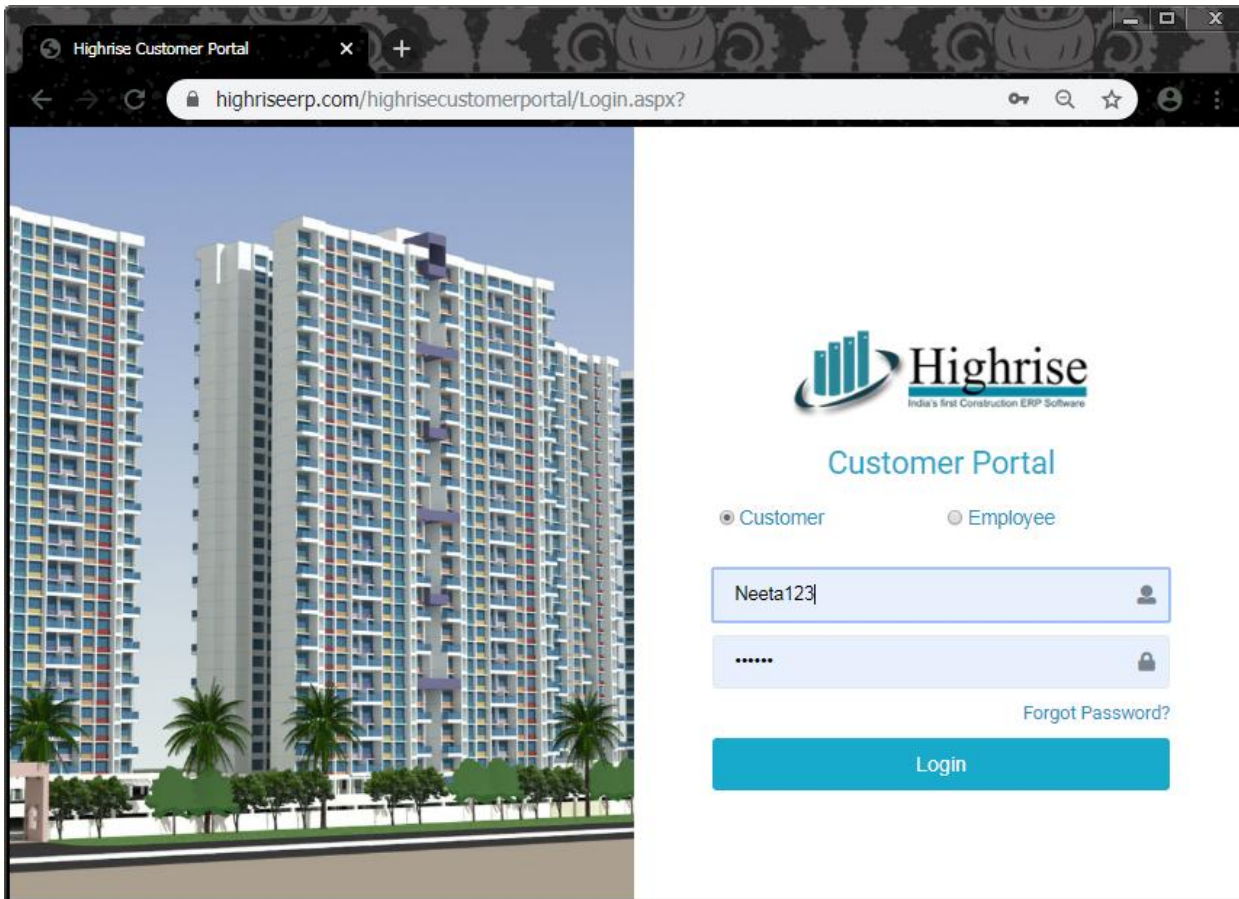 Highrise Customer Portal
highriseerp.com/highrisecustomerportal/Login.aspx?
Highrise
India's first Construction ERP Software
Customer Portal
Customer Employee
Neeta123
••••••
Forgot Password?
Login